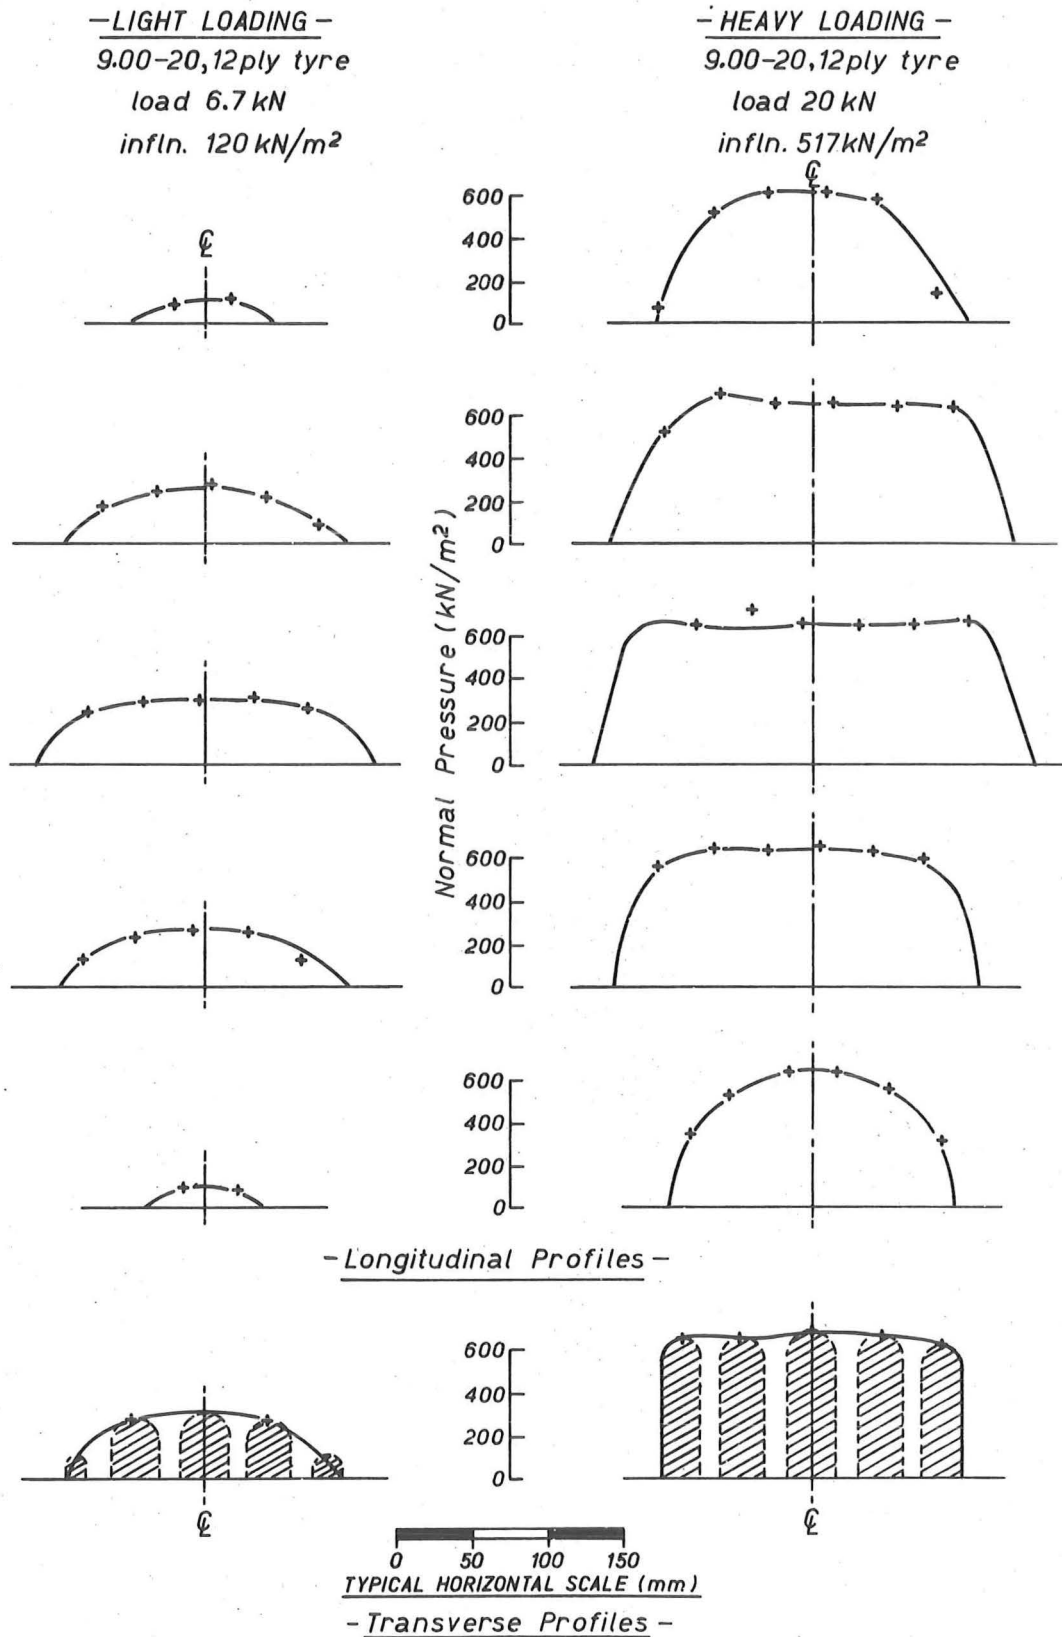 -LIGHT LOADING-
9.00-20,12ply tyre
load 6.7 kN
infln. 120 kN/m²
-HEAVY LOADING-
9.00-20,12ply tyre
load 20 kN
infln. 517kN/m²
℄
℄
600
400
200
0
600
400
200
0
600
400
200
0
600
400
200
0
600
400
200
0
Normal Pressure (kN/m²)
-Longitudinal Profiles-
600
400
200
0
℄
℄
0 50 100 150
TYPICAL HORIZONTAL SCALE (mm)
-Transverse Profiles-